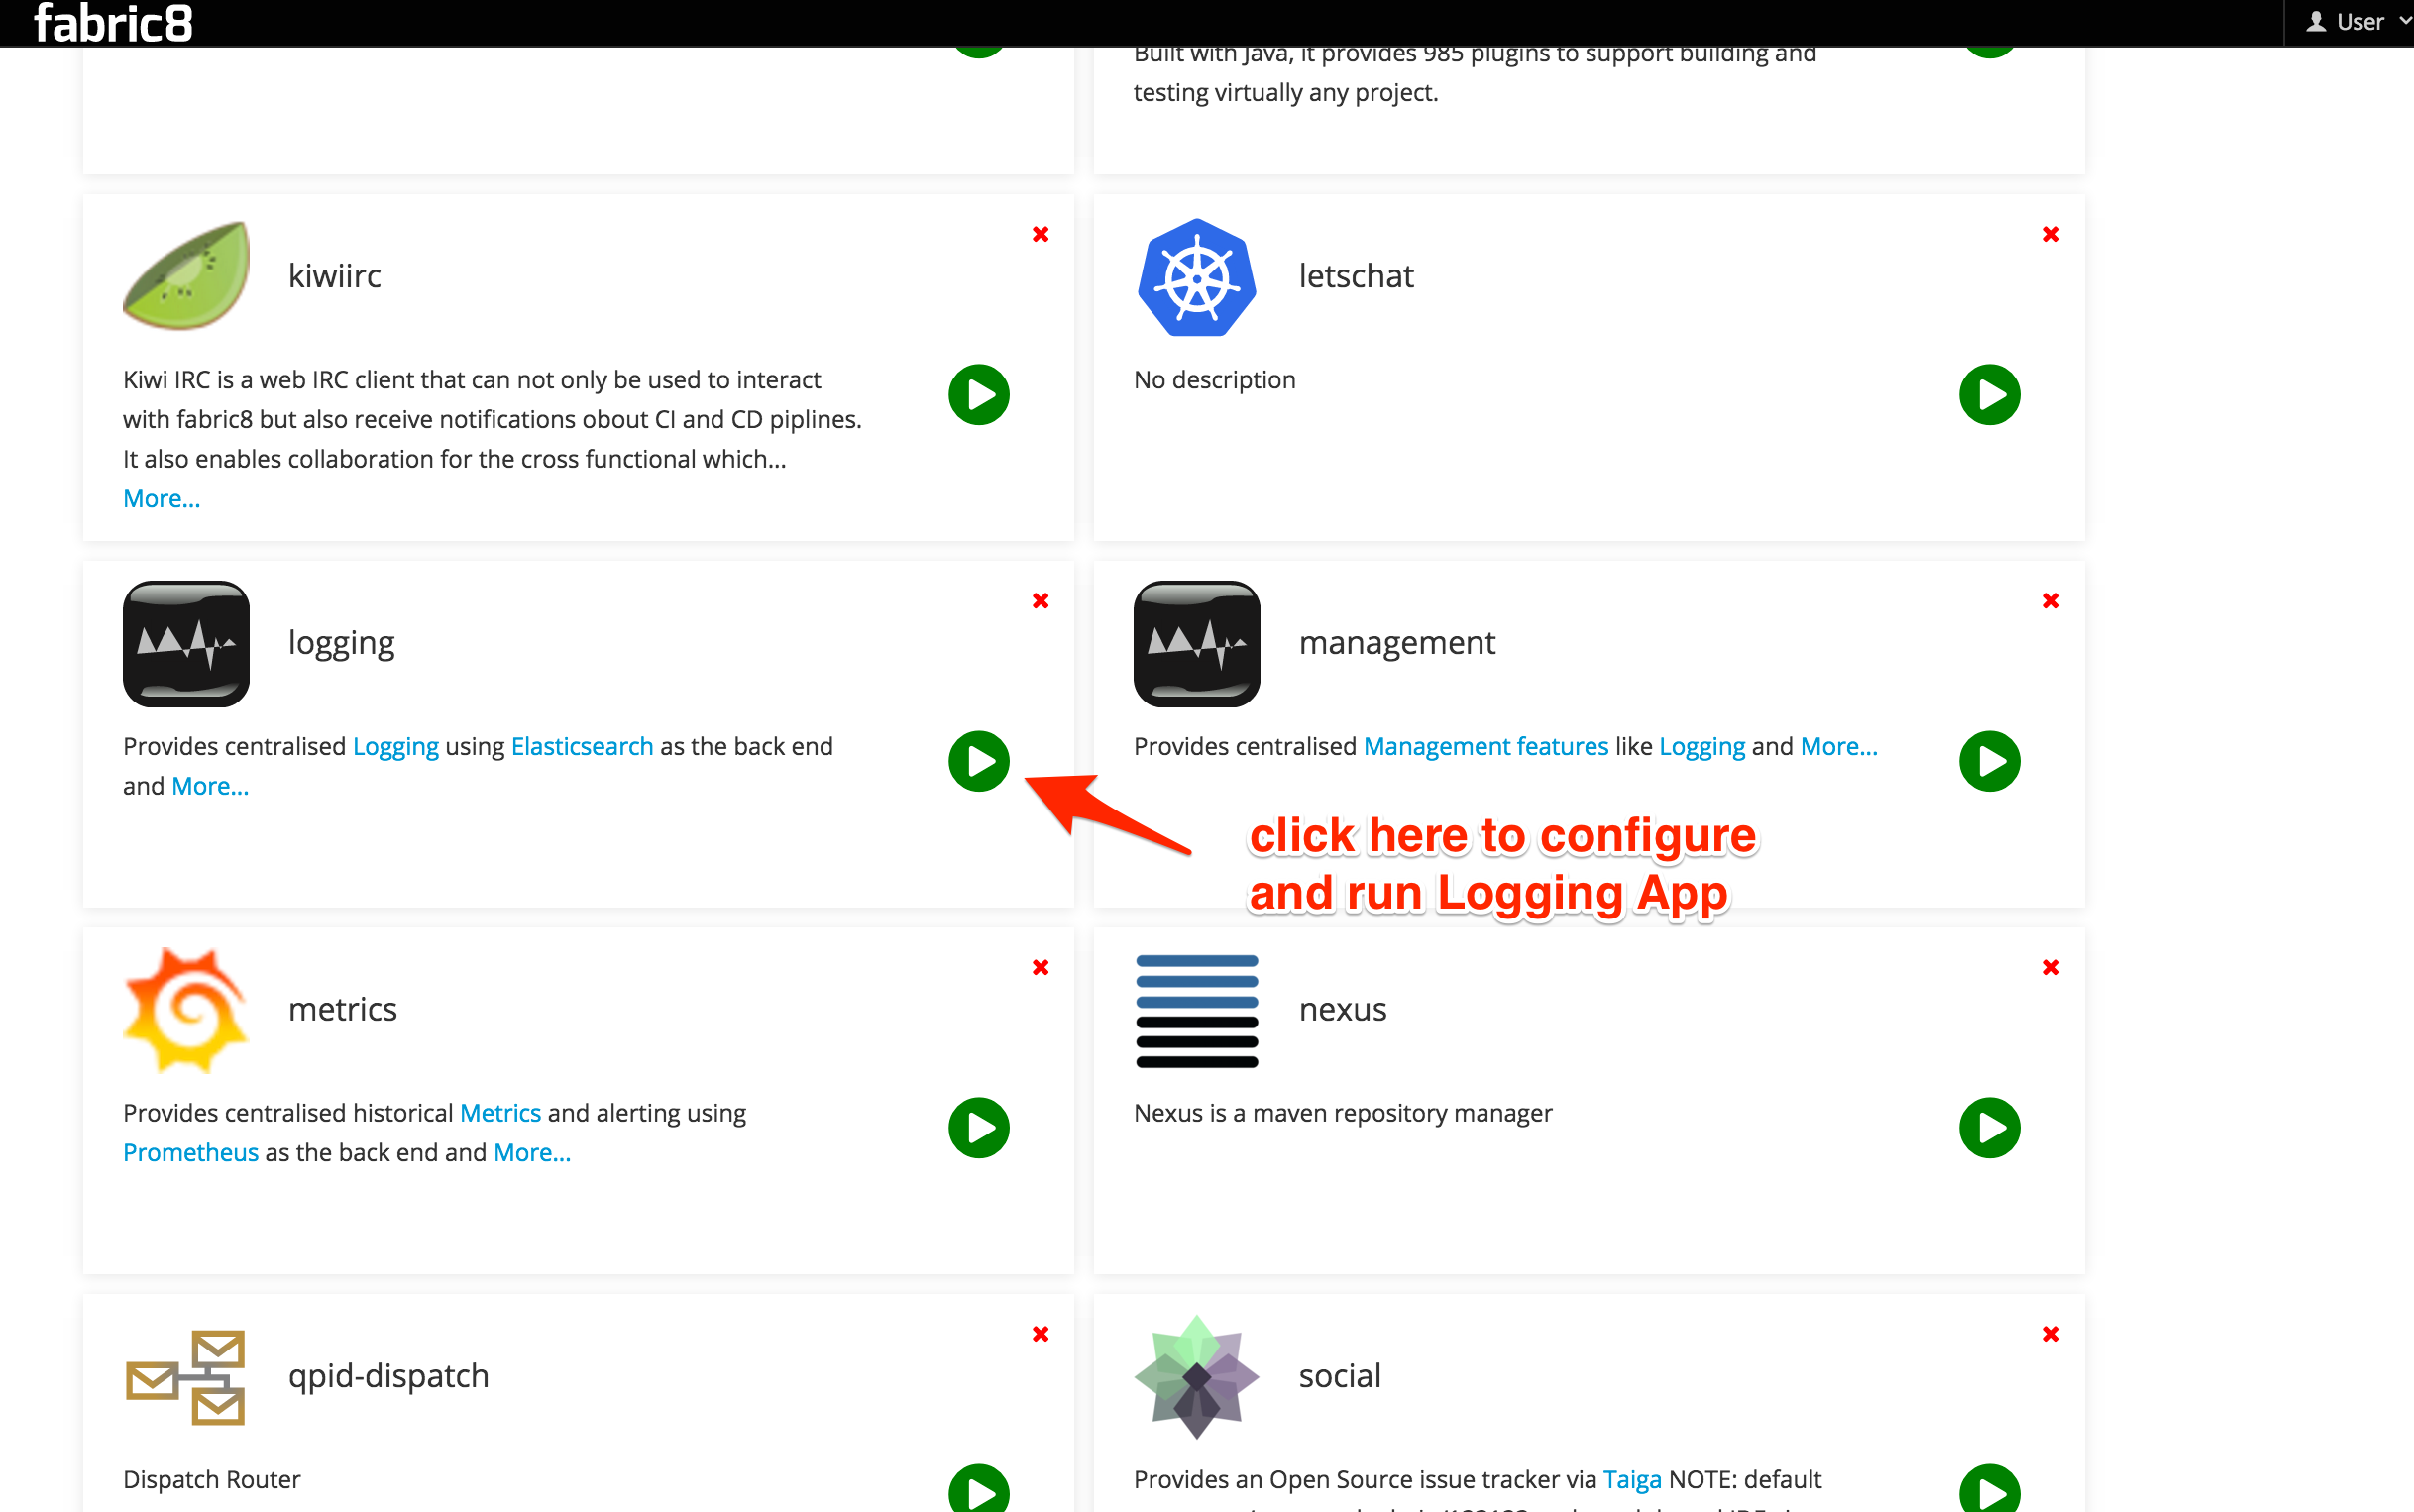 fabric8
User
Built with Java, it provides 985 plugins to support building and
testing virtually any project.
kiwiirc
Kiwi IRC is a web IRC client that can not only be used to interact
with fabric8 but also receive notifications obout CI and CD piplines.
It also enables collaboration for the cross functional which...
More...
letschat
No description
logging
Provides centralised Logging using Elasticsearch as the back end
and More...
management
Provides centralised Management features like Logging and More...
click here to configure
and run Logging App
metrics
Provides centralised historical Metrics and alerting using
Prometheus as the back end and More...
nexus
Nexus is a maven repository manager
qpid-dispatch
Dispatch Router
social
Provides an Open Source issue tracker via Taiga NOTE: default